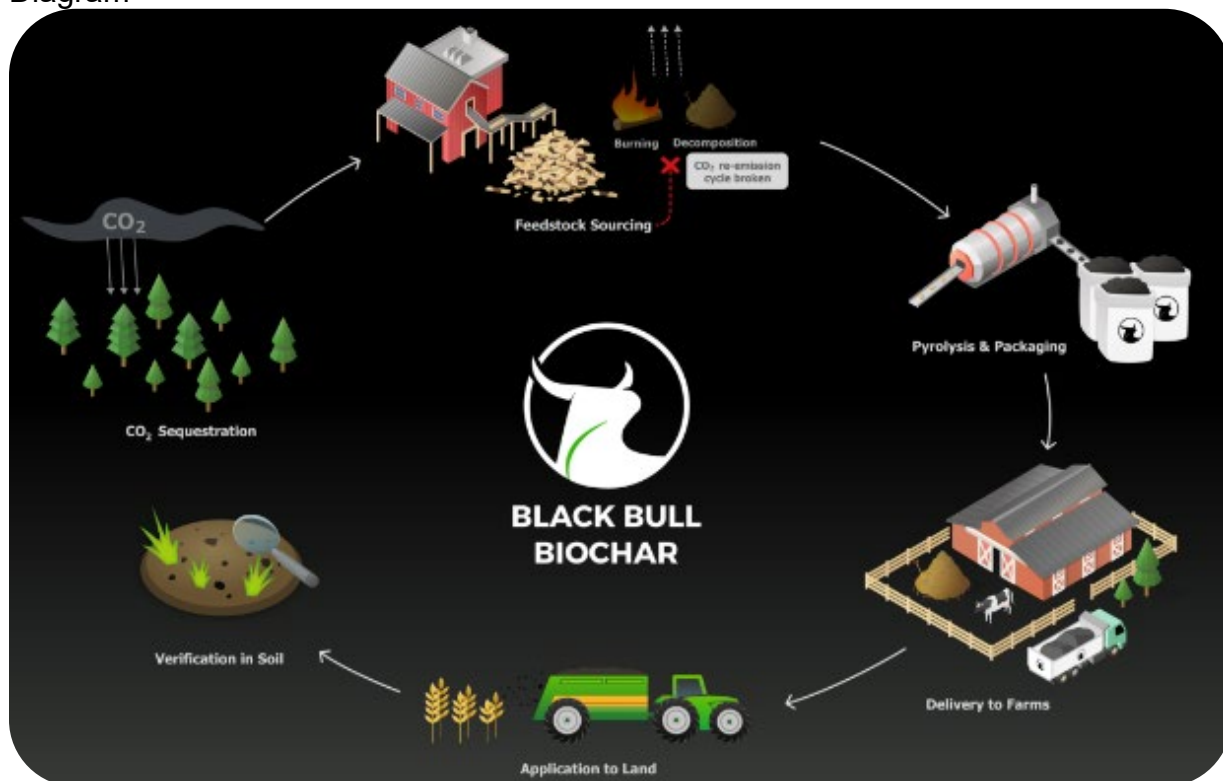 Diagram
CO₂
CO₂ Sequestration
Burning
Decomposition
CO₂ re-emission
cycle broken
Feedstock Sourcing
Pyrolysis & Packaging
Delivery to Farms
Application to Land
Verification in Soil
BLACK BULL
BIOCHAR